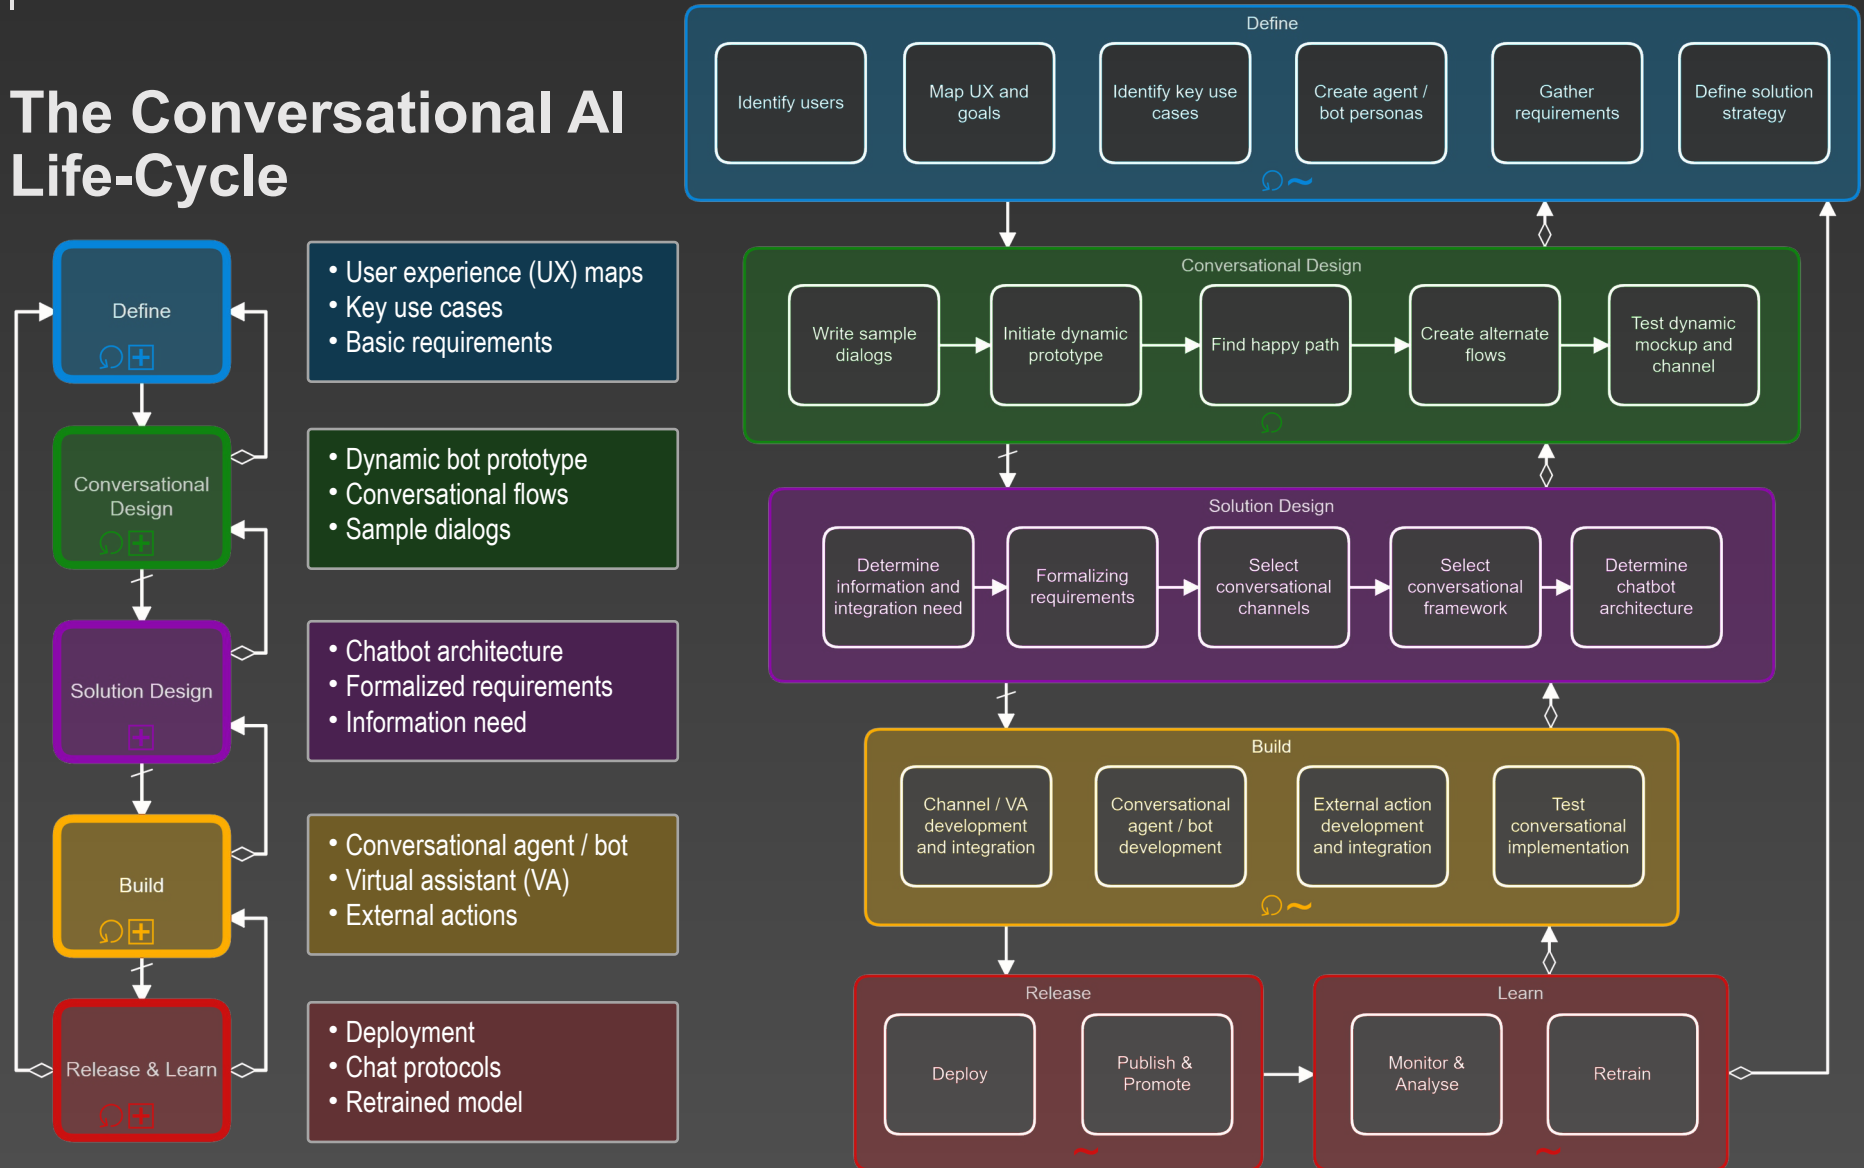 The Conversational AI
Life-Cycle
Define
Conversational
Design
Solution Design
Build
Release & Learn
• User experience (UX) maps
• Key use cases
• Basic requirements
• Dynamic bot prototype
• Conversational flows
• Sample dialogs
• Chatbot architecture
• Formalized requirements
• Information need
• Conversational agent / bot
• Virtual assistant (VA)
• External actions
• Deployment
• Chat protocols
• Retrained model
Define
Identify users
Map UX and
goals
Identify key use
cases
Create agent /
bot personas
Gather
requirements
Define solution
strategy
Conversational Design
Write sample
dialogs
Initiate dynamic
prototype
Find happy path
Create alternate
flows
Test dynamic
mockup and
channel
Solution Design
Determine
information and
integration need
Formalizing
requirements
Select
conversational
channels
Select
conversational
framework
Determine
chatbot
architecture
Build
Channel / VA
development
and integration
Conversational
agent / bot
development
External action
development
and integration
Test
conversational
implementation
Release
Deploy
Publish &
Promote
Learn
Monitor &
Analyse
Retrain